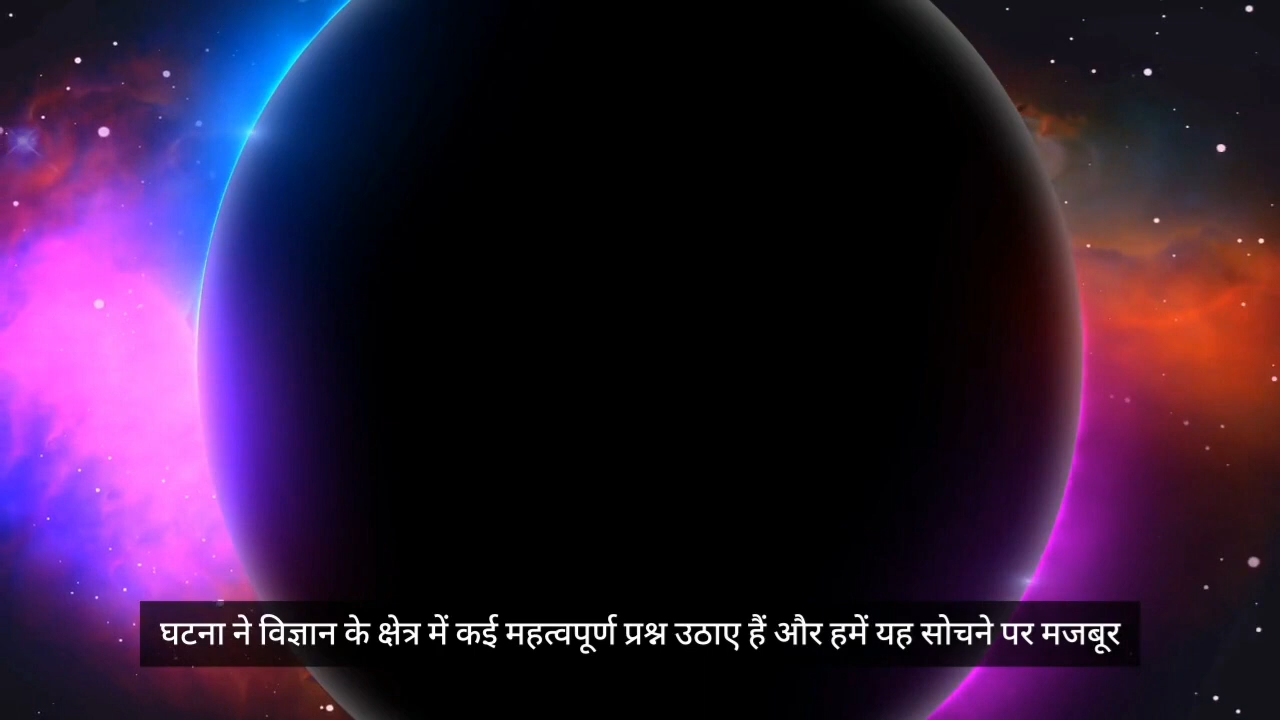 घटना ने विज्ञान के क्षेत्र में कई महत्वपूर्ण प्रश्न उठाए हैं और हमें यह सोचने पर मजबूर